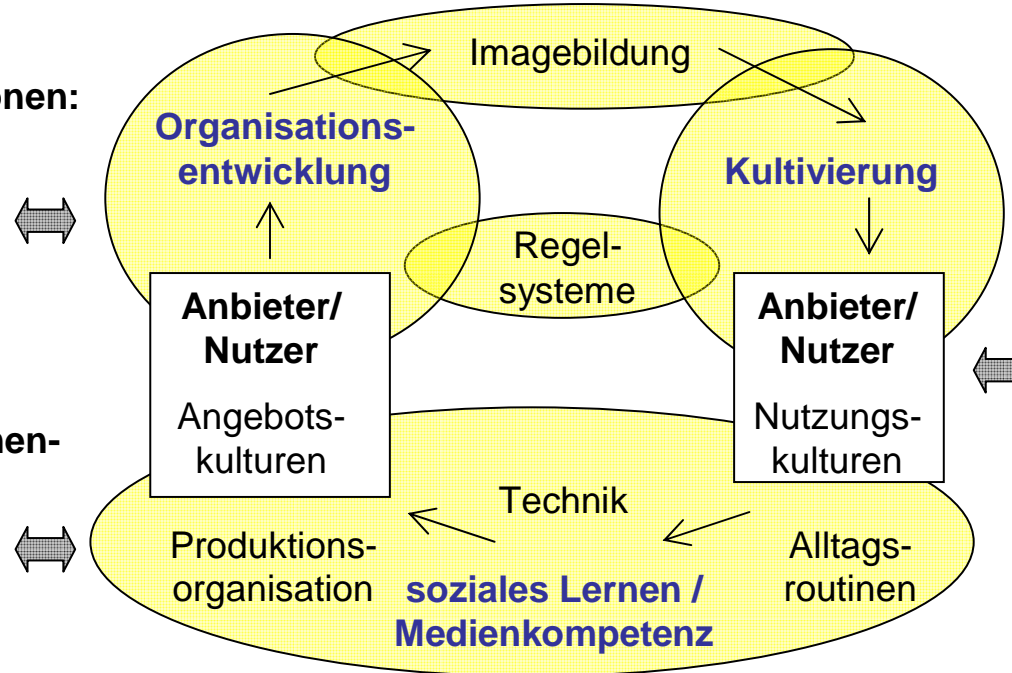 Imagebildung
onen:
Organisations-
entwicklung
Kultivierung
Regel-
systeme
Anbieter/
Nutzer
Angebots-
kulturen
Anbieter/
Nutzer
Nutzungs-
kulturen
nen-
Technik
Produktions-
organisation
soziales Lernen /
Medienkompetenz
Alltags-
routinen